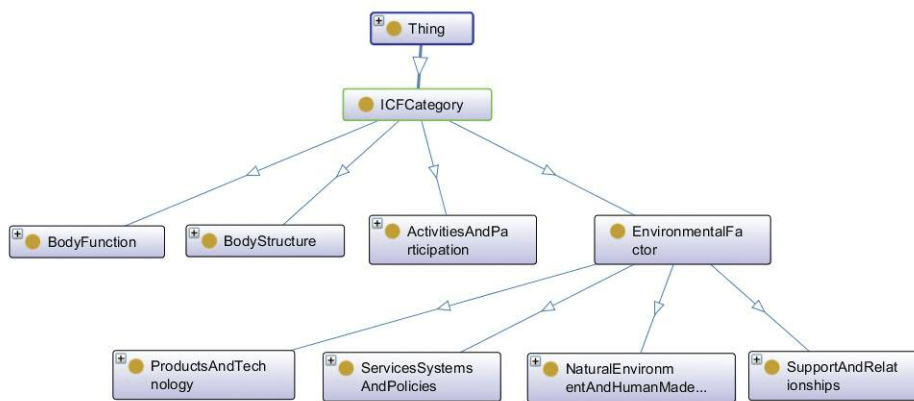 Thing
ICFCategory
BodyFunction
BodyStructure
ActivitiesAndPa
rticipation
EnvironmentalFa
ctor
ProductsAndTech
nology
ServicesSystems
AndPolicies
NaturalEnvironm
entAndHumanMade...
SupportAndRelat
ionships